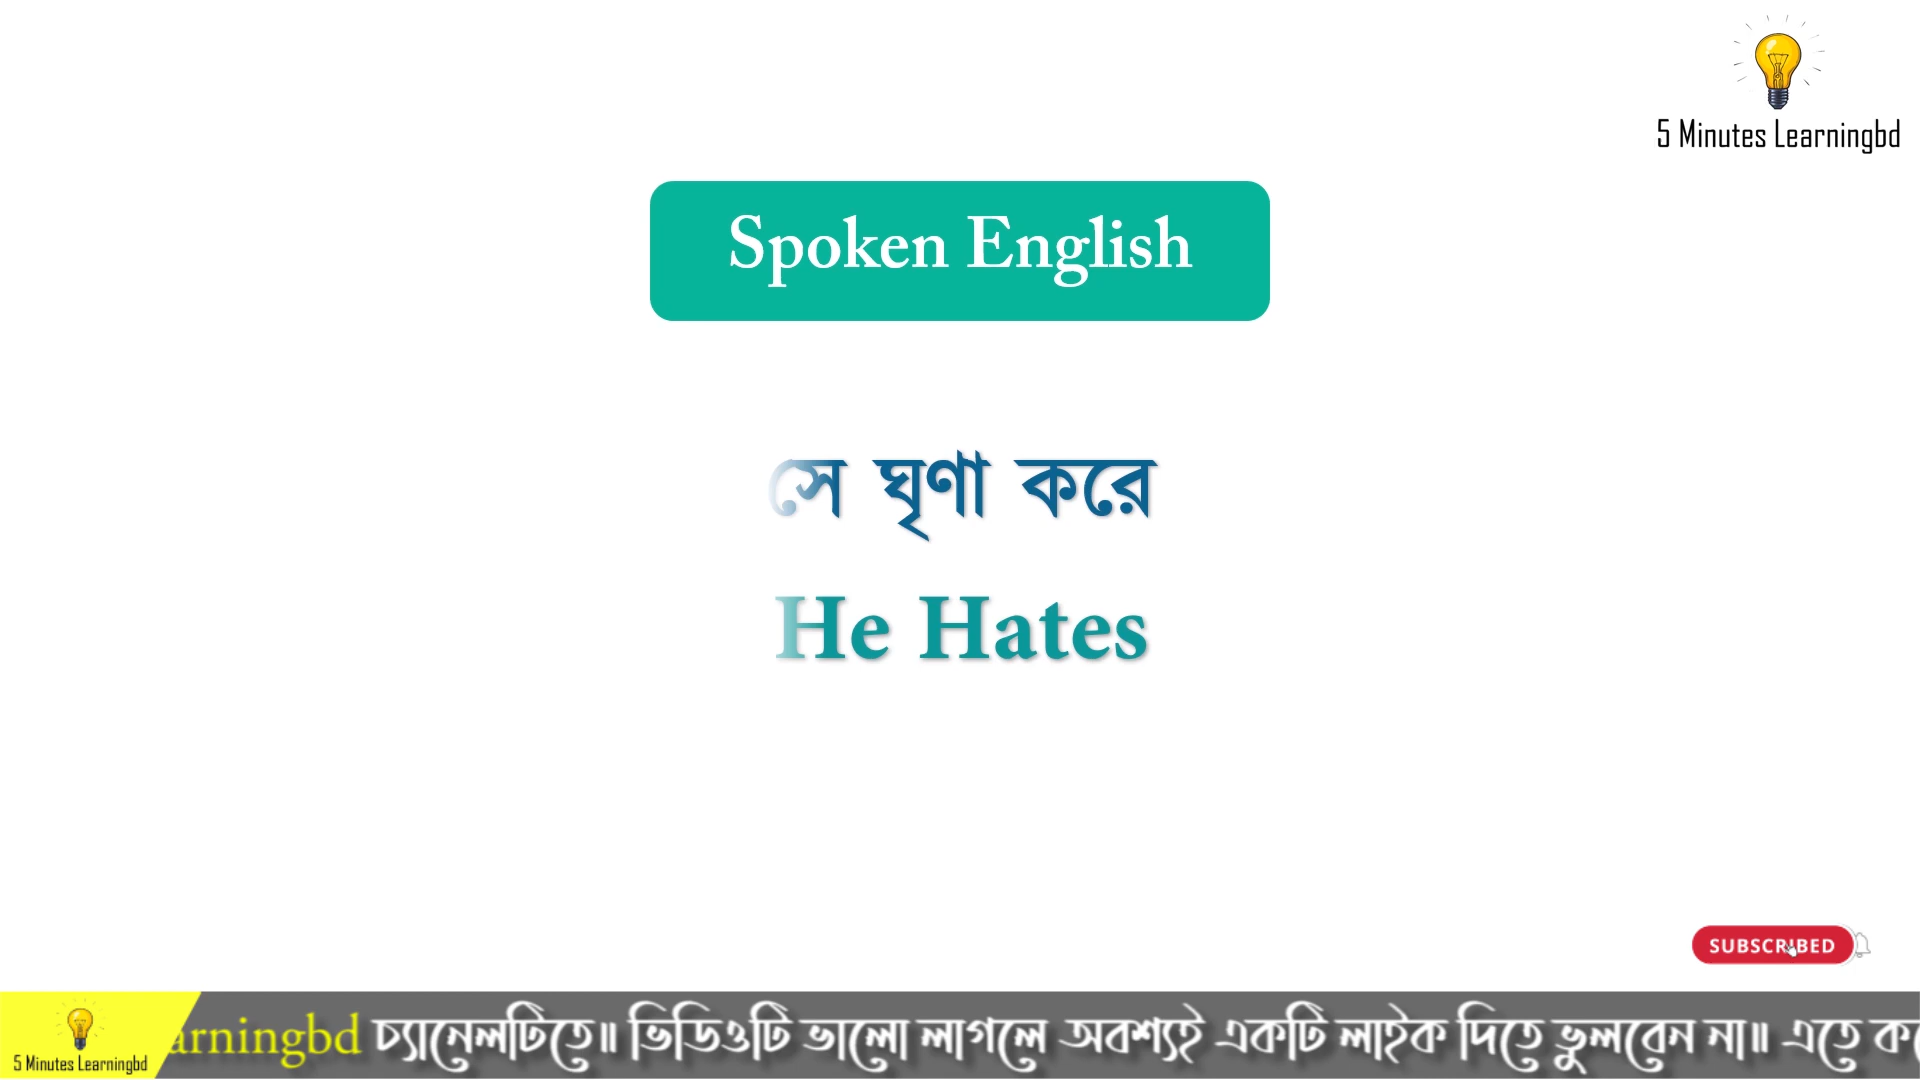 5 Minutes Learningbd
Spoken English
সে ঘৃণা করে
He Hates
SUBSCRIBED
5 Minutes Learningbd
arningbd চ্যানেলটিতে॥ ভিডিওটি ভালো লাগলে অবশ্যই একটি লাইক দিতে ভুলবেন না॥ এতে